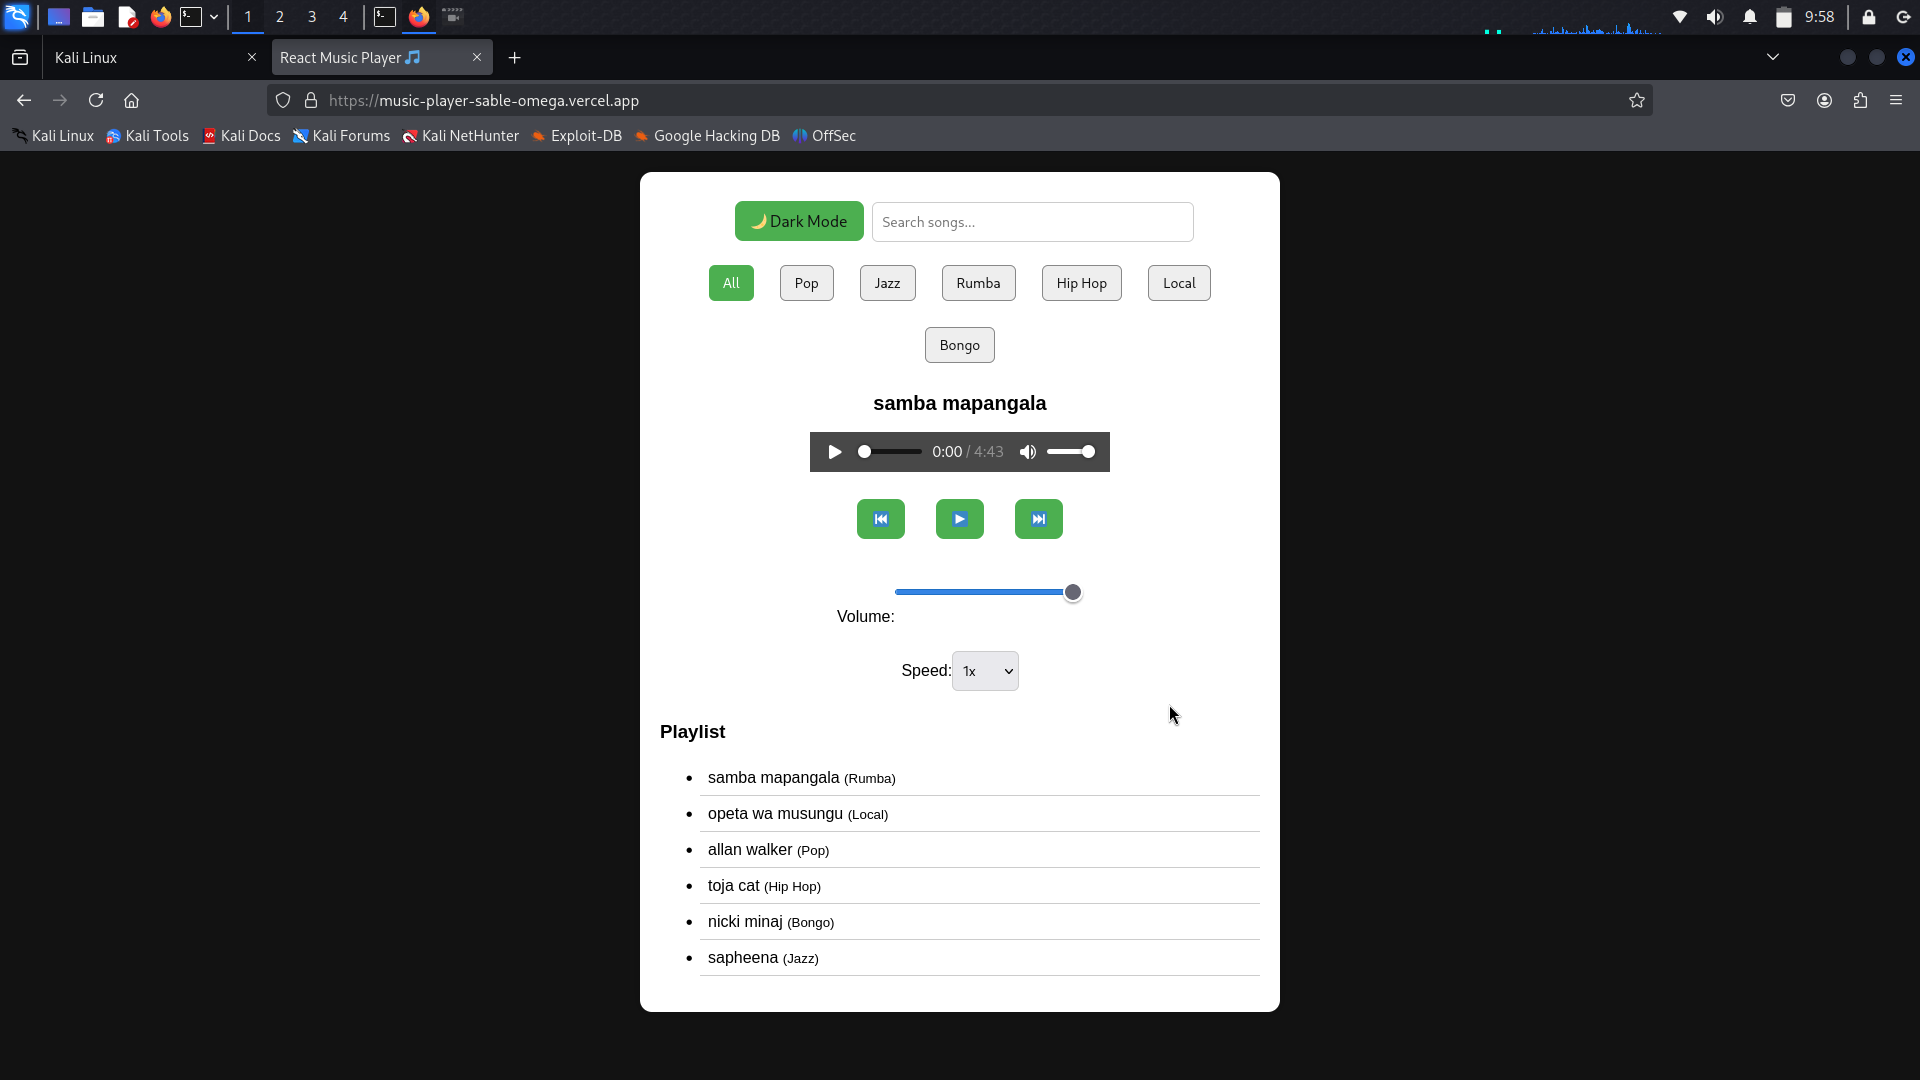 1 2 3 4 9:58
Kali Linux React Music Player
https://music-player-sable-omega.vercel.app
Kali Linux Kali Tools Kali Docs Kali Forums Kali NetHunter Exploit-DB Google Hacking DB OffSec
🌙 Dark Mode Search songs...
All Pop Jazz Rumba Hip Hop Local
Bongo
samba mapangala
0:00 / 4:43
Volume:
Speed: 1x
Playlist
samba mapangala (Rumba)
opeta wa musungu (Local)
allan walker (Pop)
toja cat (Hip Hop)
nicki minaj (Bongo)
sapheena (Jazz)